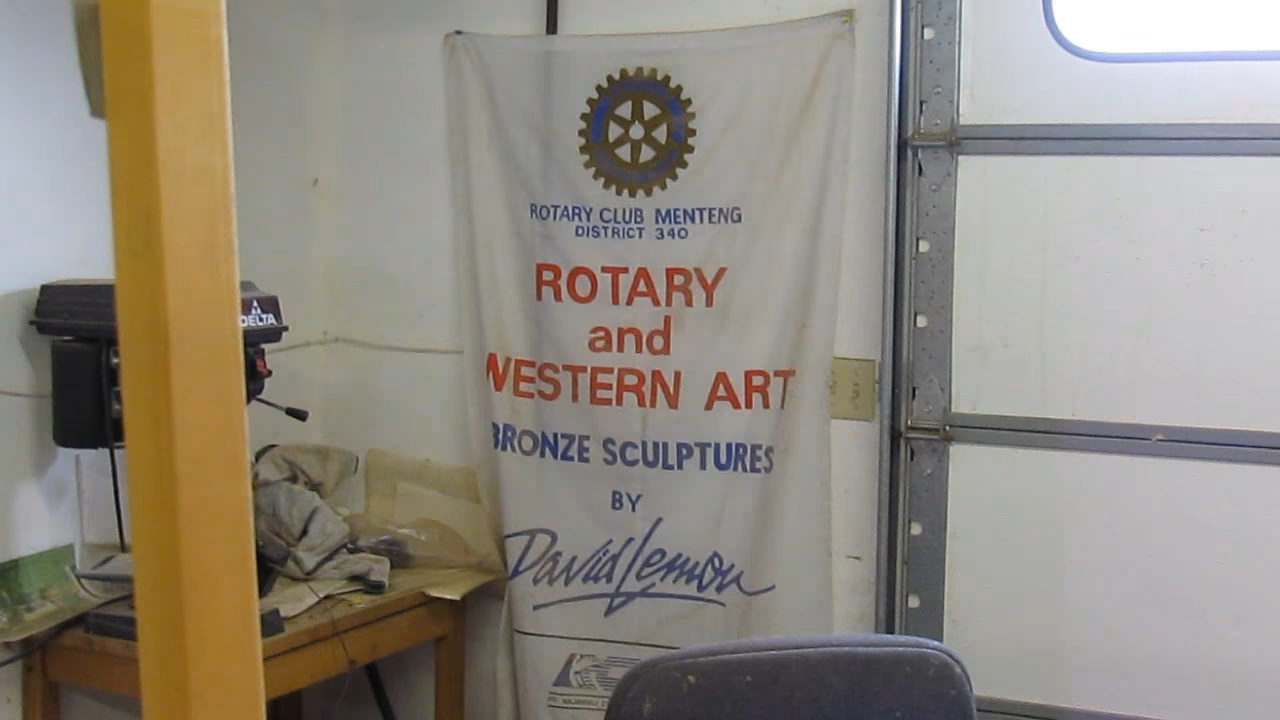 ROTARY CLUB MENTENG
DISTRICT 340
ROTARY
and
WESTERN ART
BRONZE SCULPTURES
BY
David Lemon
DELTA